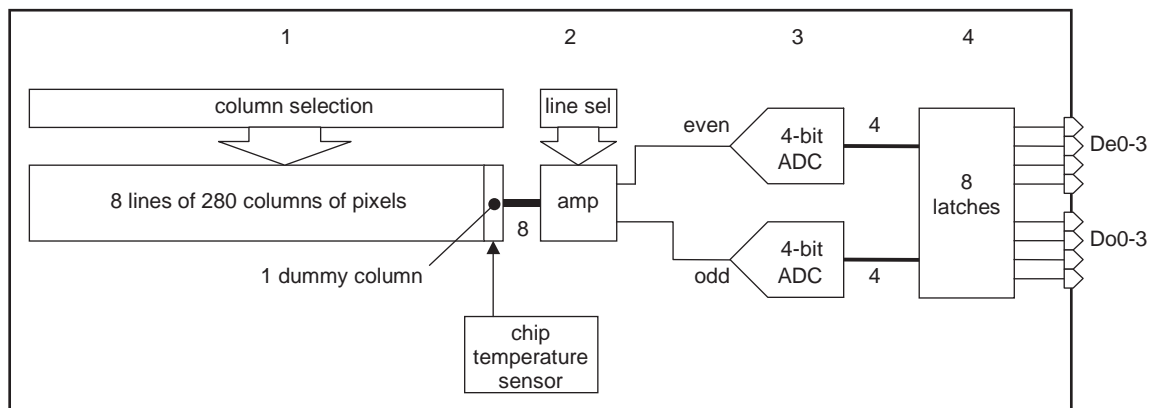 1
2
3
4
column selection
line sel
8 lines of 280 columns of pixels
8
amp
even
odd
4-bit
ADC
4
4-bit
ADC
4
8
latches
De0-3
Do0-3
1 dummy column
chip
temperature
sensor